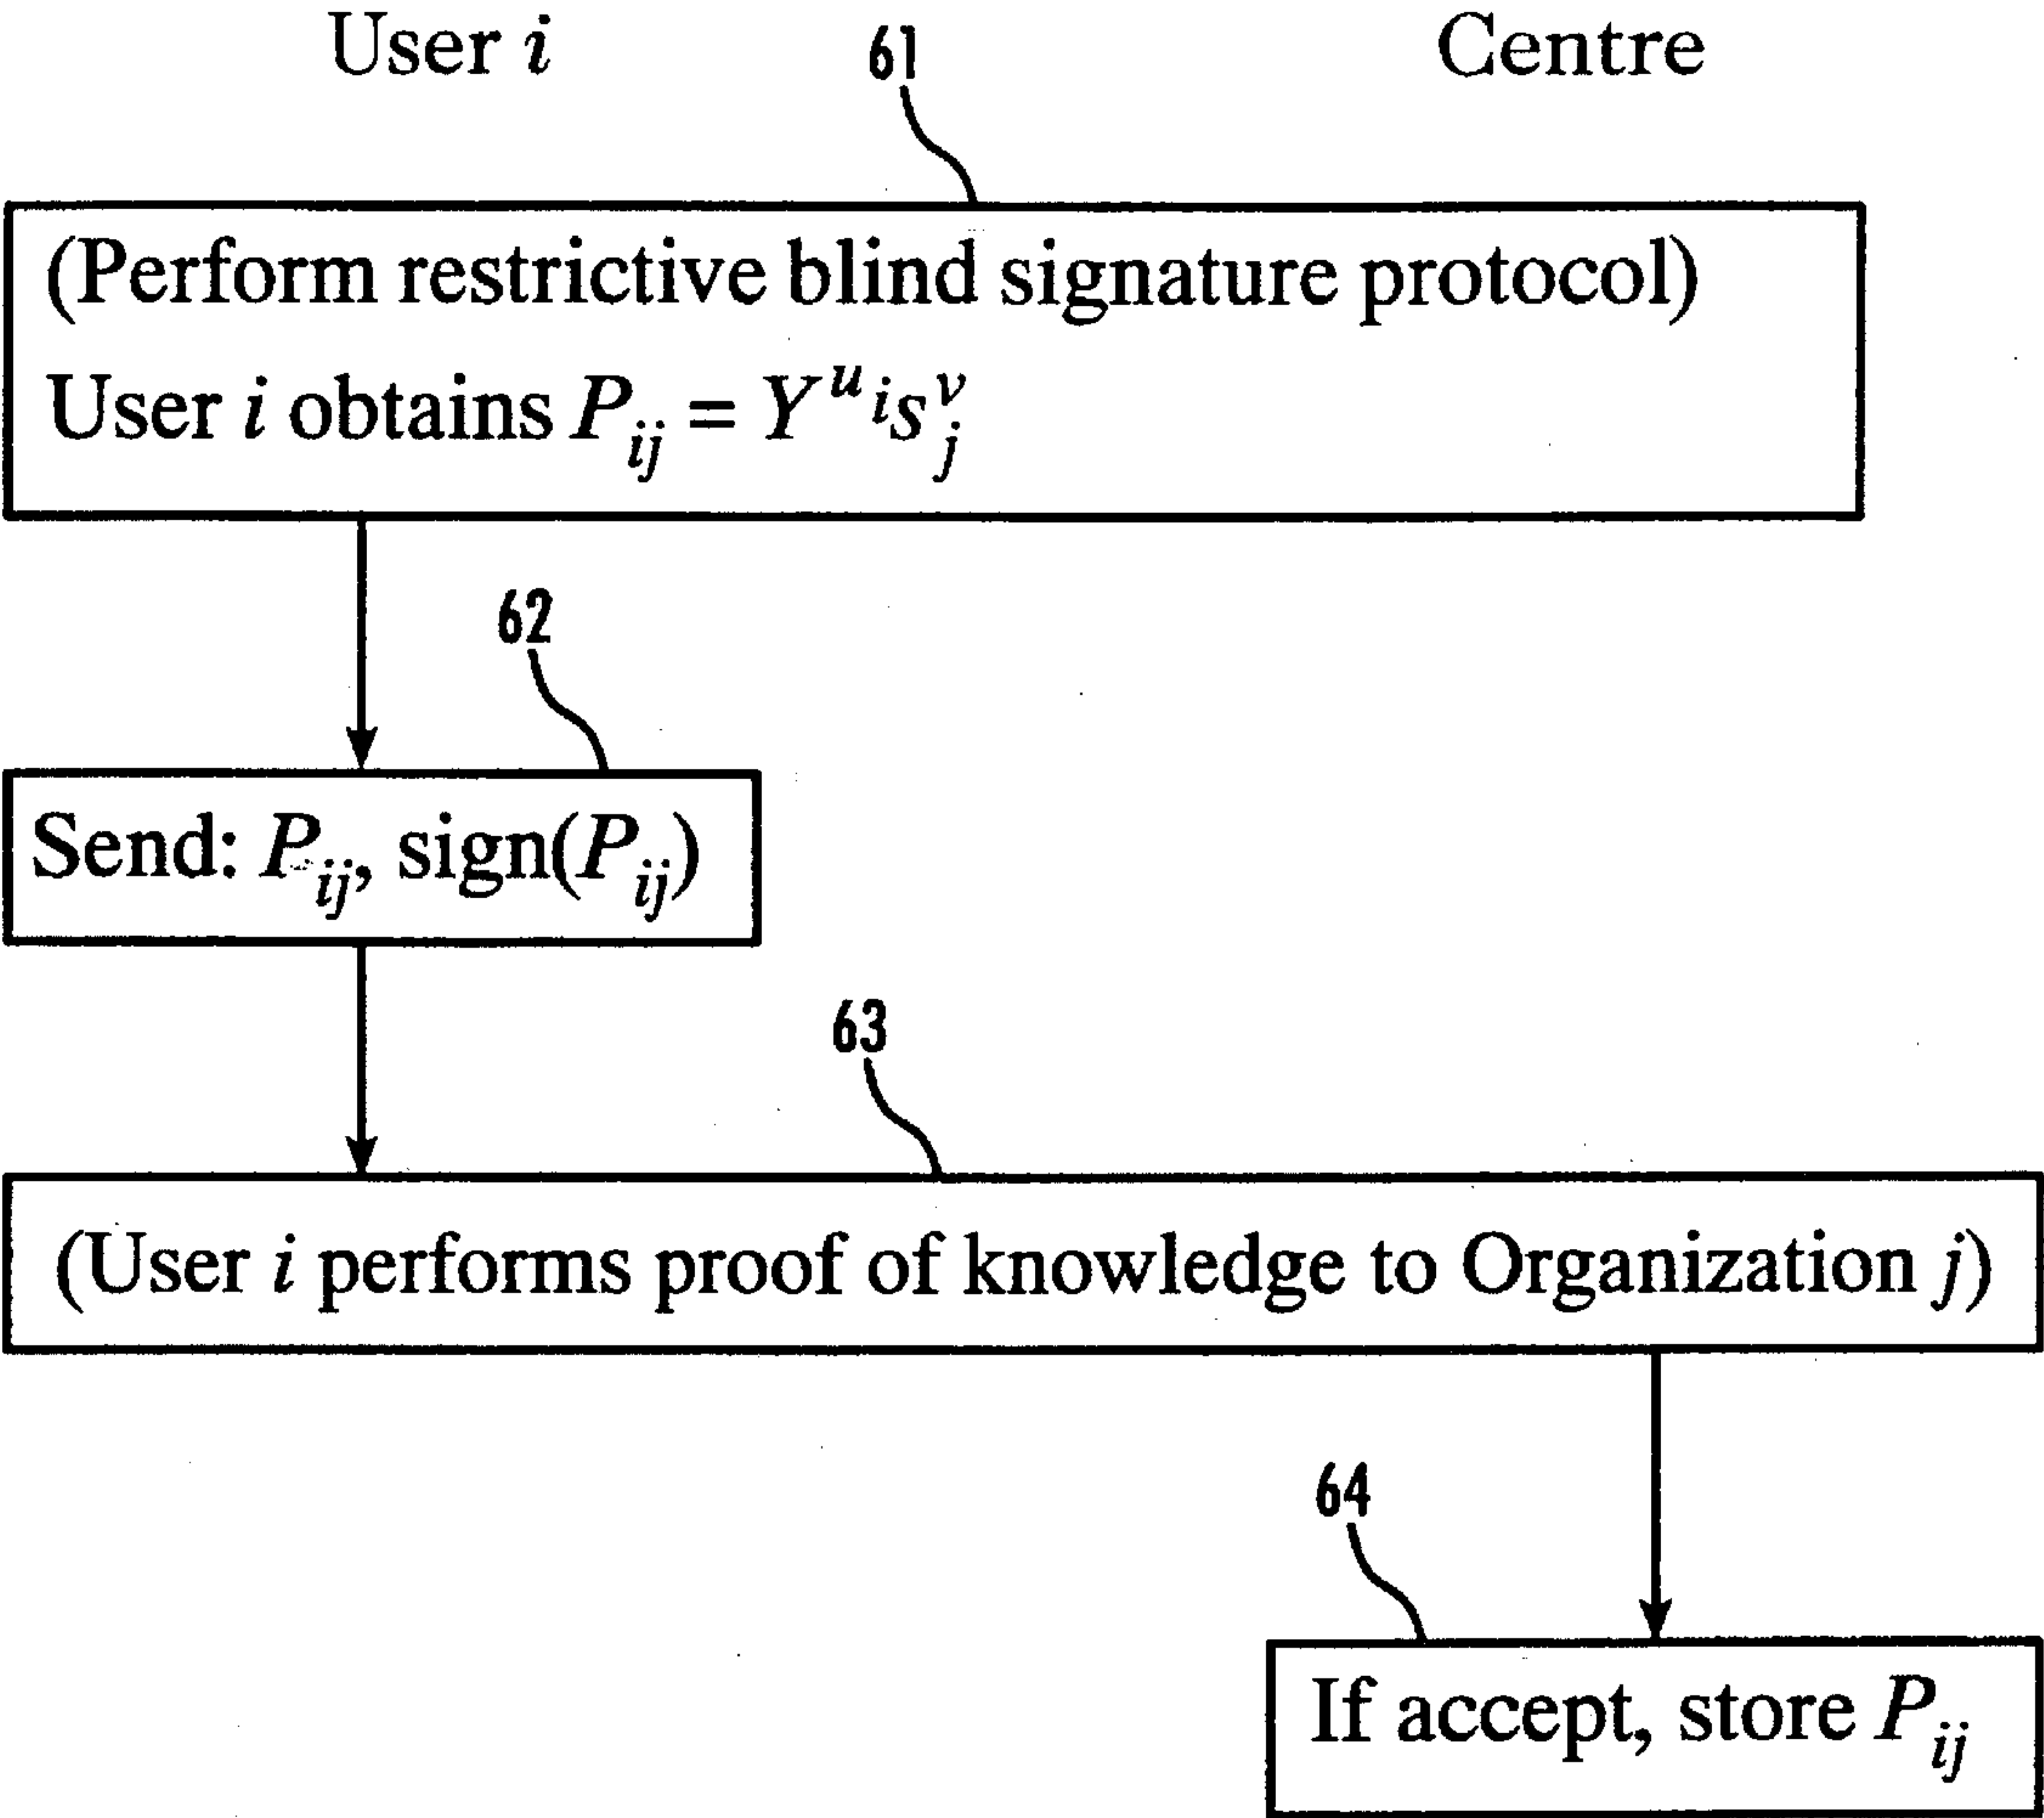 User i
61
Centre
(Perform restrictive blind signature protocol)
User i obtains P_ij = Y^u i s_j^v
62
Send: P_ij, sign(P_ij)
63
(User i performs proof of knowledge to Organization j)
64
If accept, store P_ij